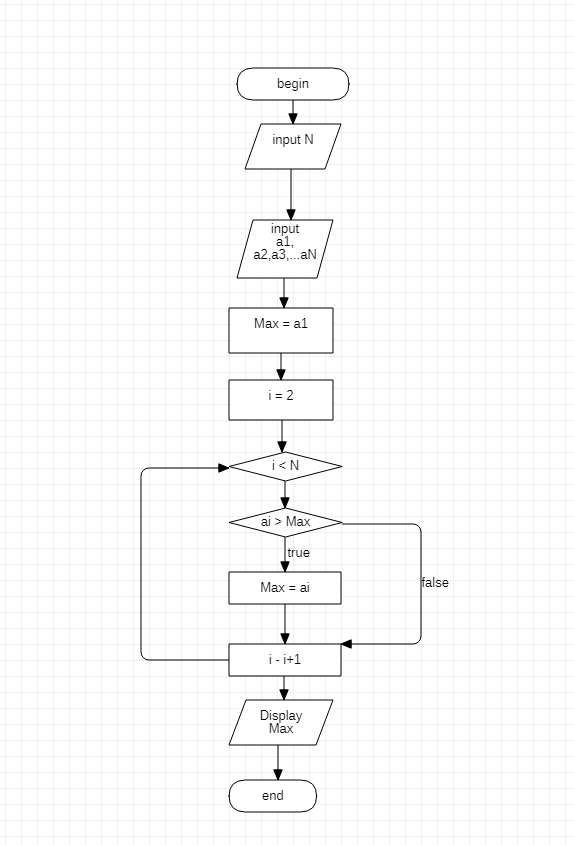 begin
input N
input
a1,
a2,a3,...aN
Max = a1
i = 2
i < N
ai > Max
true
false
Max = ai
i - i+1
Display
Max
end